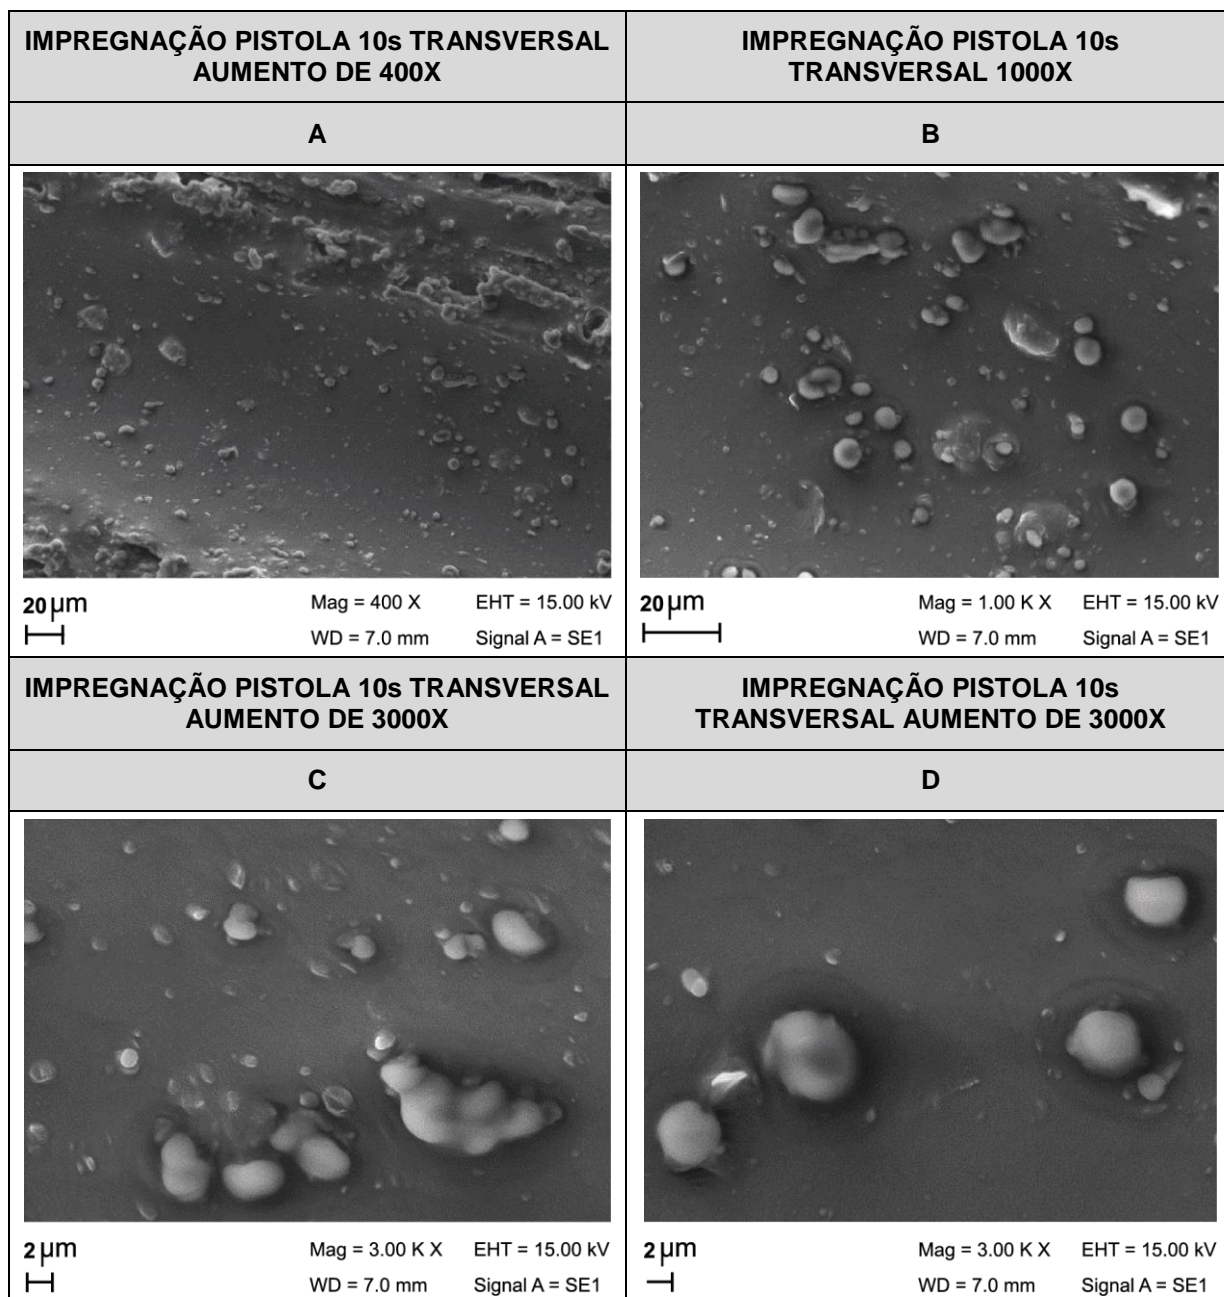 IMPREGNAÇÃO PISTOLA 10s TRANSVERSAL
AUMENTO DE 400X
IMPREGNAÇÃO PISTOLA 10s
TRANSVERSAL 1000X
A
B
20 µm
Mag = 400 X EHT = 15.00 kV
WD = 7.0 mm Signal A = SE1
20 µm
Mag = 1.00 K X EHT = 15.00 kV
WD = 7.0 mm Signal A = SE1
IMPREGNAÇÃO PISTOLA 10s TRANSVERSAL
AUMENTO DE 3000X
IMPREGNAÇÃO PISTOLA 10s
TRANSVERSAL AUMENTO DE 3000X
C
D
2 µm
Mag = 3.00 K X EHT = 15.00 kV
WD = 7.0 mm Signal A = SE1
2 µm
Mag = 3.00 K X EHT = 15.00 kV
WD = 7.0 mm Signal A = SE1